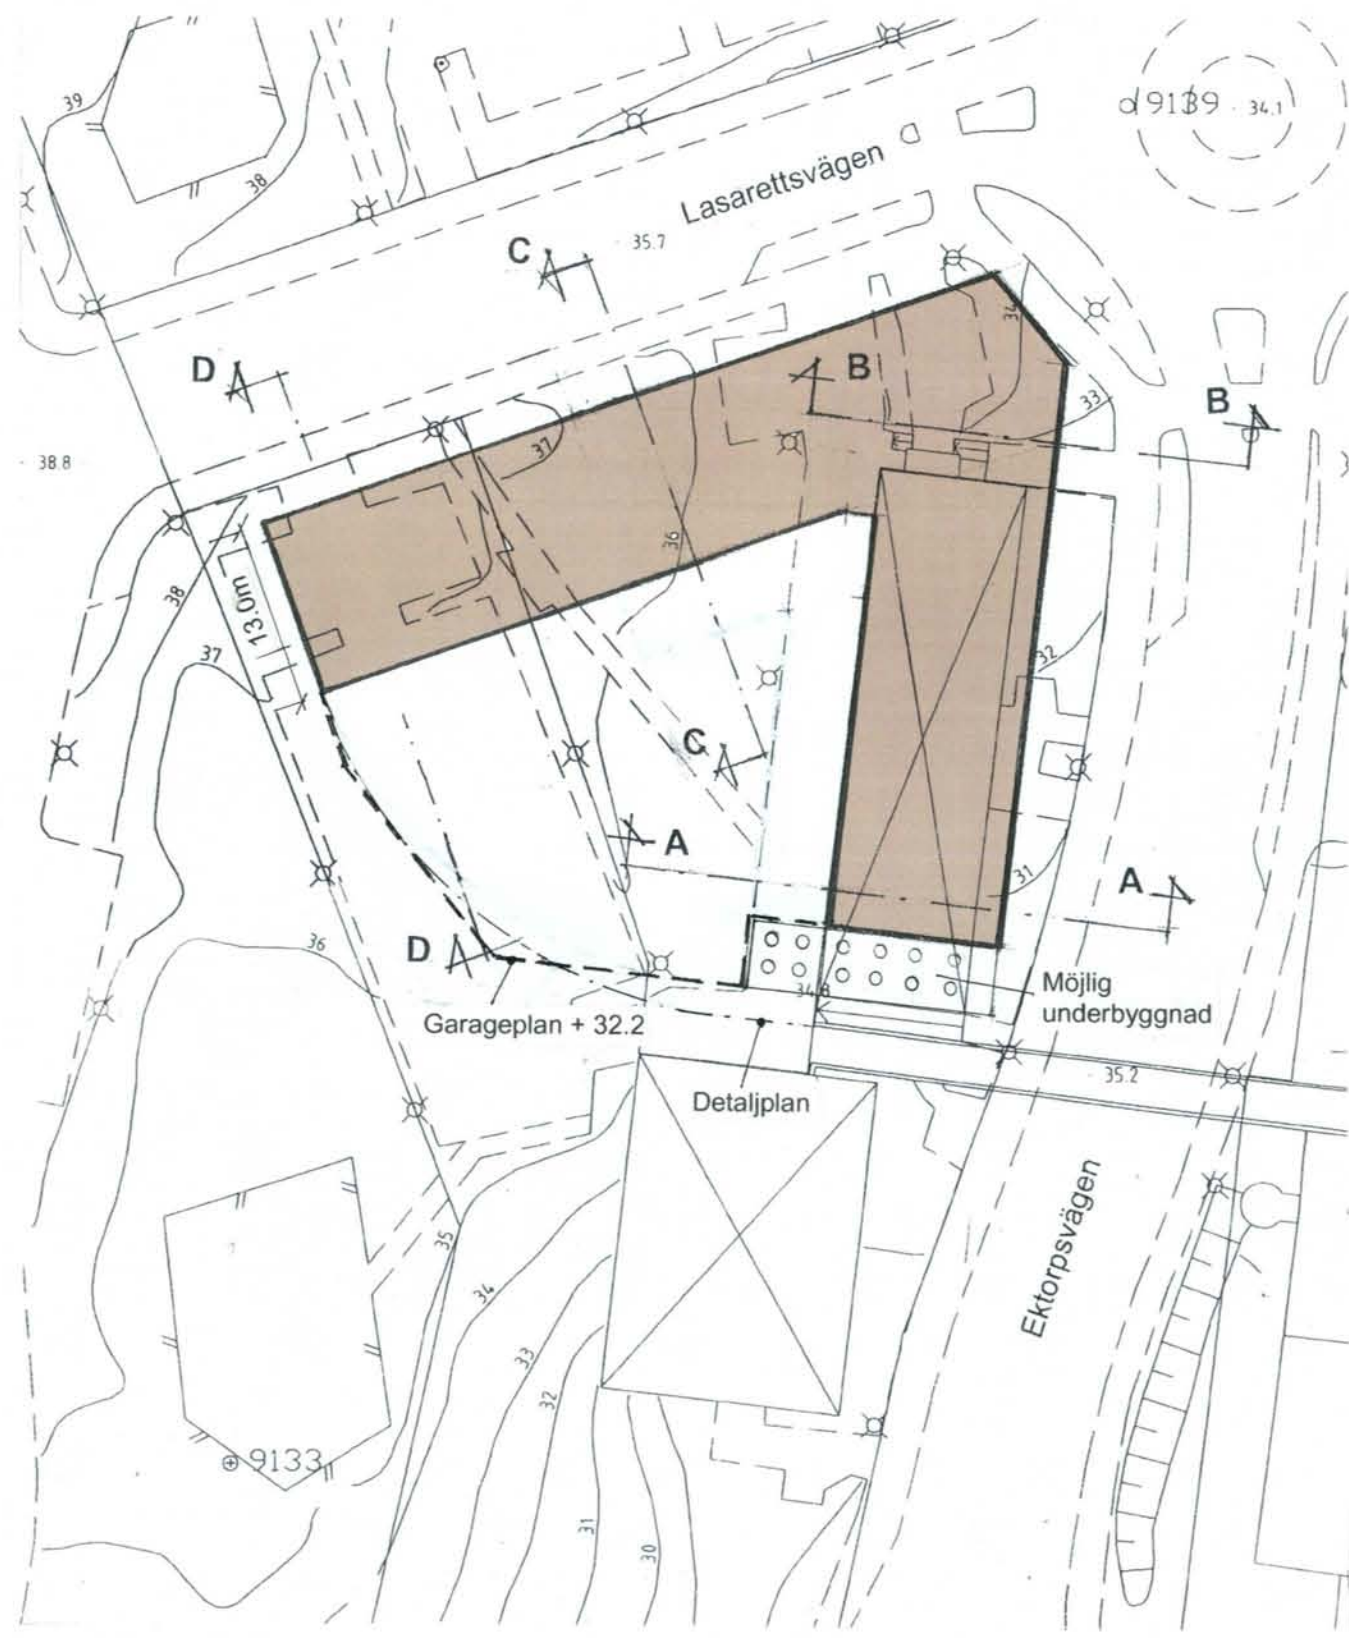 39
38
Lasarettsvägen
9139
34.1
C
35.7
34
D
B
B
33
37
38.8
36
38
13.0m
37
32
C
A
31
A
36
D
34.8
Möjlig
underbyggnad
Garageplan + 32.2
Detaljplan
35.2
Ektorpsvägen
35
34
33
32
9133
31
30